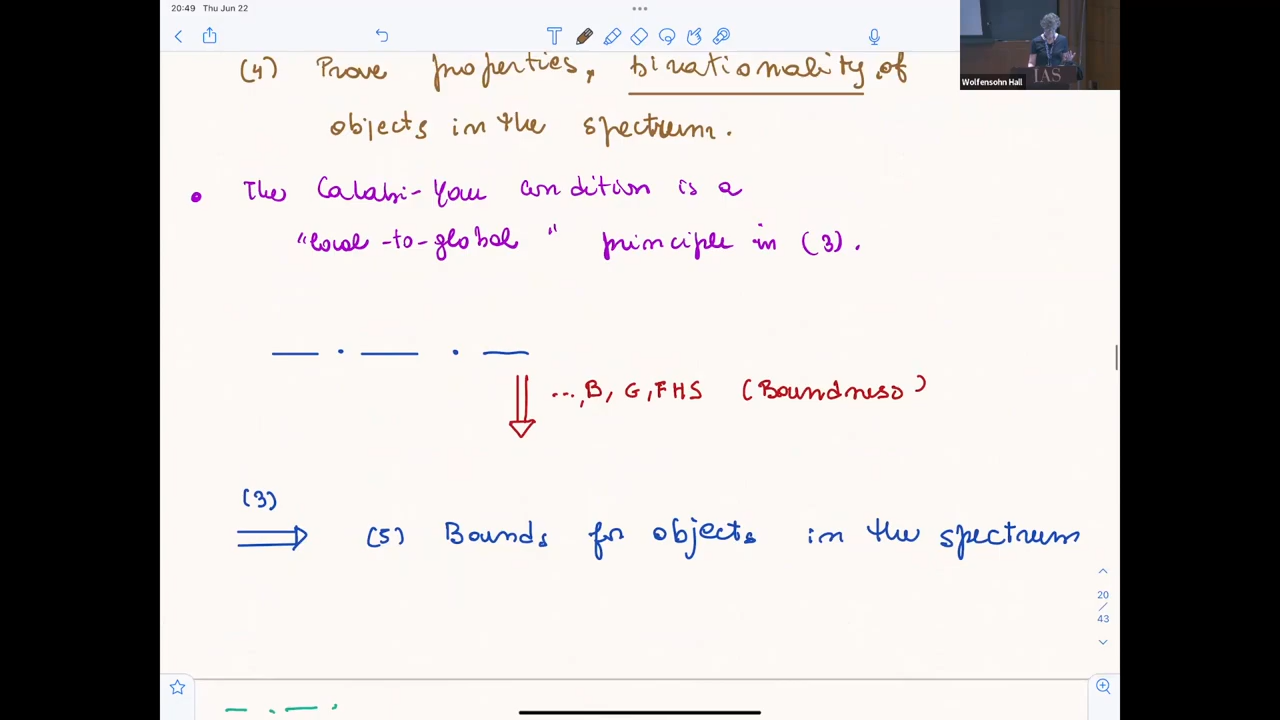 20:49 Thu Jun 22
Wolfensohn Hall
IAS
(4) Prove properties, birationality of
objects in the spectrum.
• The Calabi-Yau condition is a
"local-to-global" principle in (3).
— . — . —
..., B, G, FHS (Boundness)
(3)
(5) Bounds for objects in the spectrum
20
/
43
— . — .